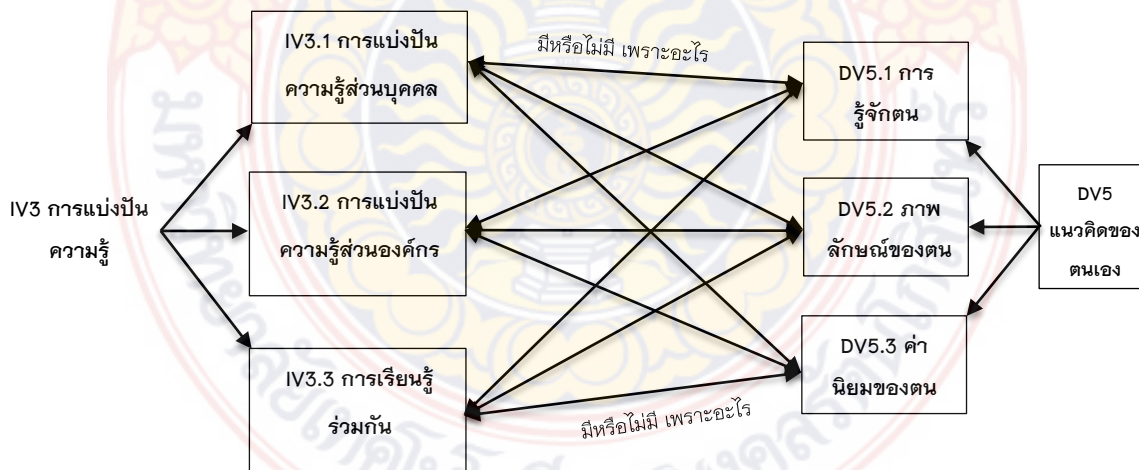 IV3.1 การแบ่งปัน
ความรู้ส่วนบุคคล
มีหรือไม่มี เพราะอะไร
DV5.1 การ
รู้จักตน
IV3 การแบ่งปัน
ความรู้
IV3.2 การแบ่งปัน
ความรู้ส่วนองค์กร
DV5.2 ภาพ
ลักษณ์ของตน
DV5
แนวคิดของ
ตนเอง
IV3.3 การเรียนรู้
ร่วมกัน
DV5.3 ค่า
นิยมของตน
มีหรือไม่มี เพราะอะไร